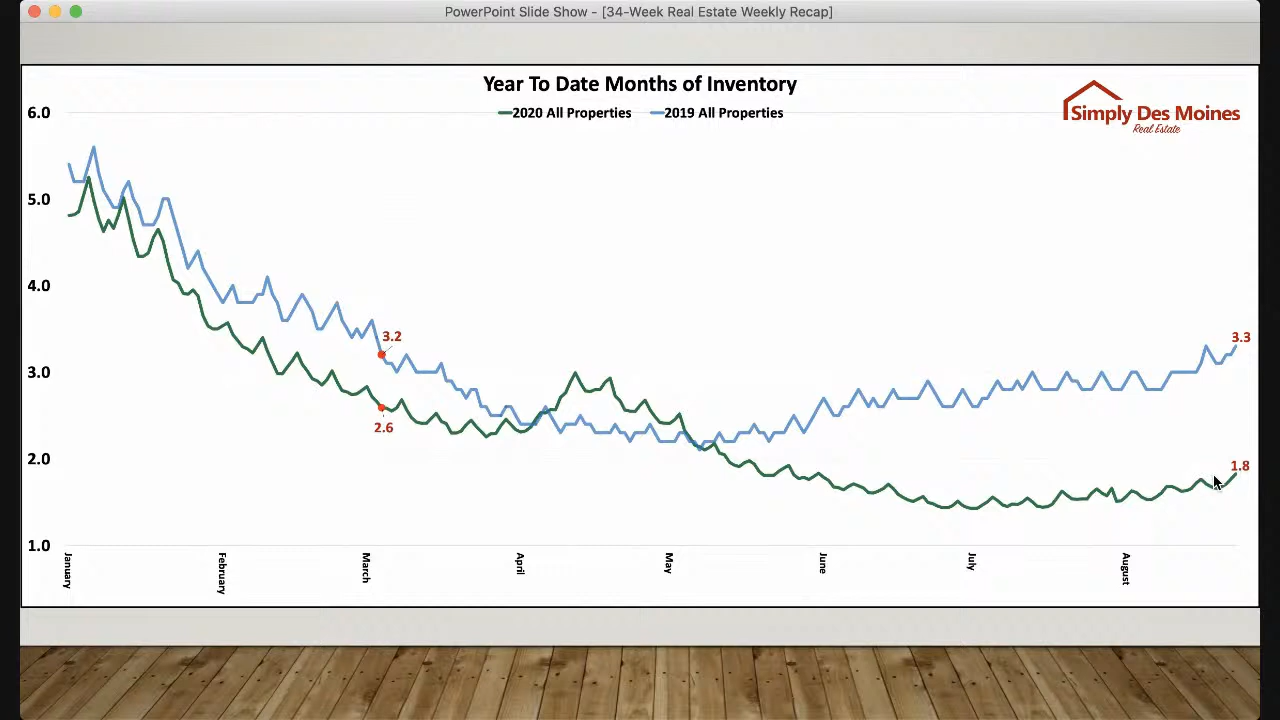 PowerPoint Slide Show - [34-Week Real Estate Weekly Recap]
Year To Date Months of Inventory
2020 All Properties 2019 All Properties
Simply Des Moines
Real Estate
6.0
5.0
4.0
3.0
2.0
1.0
3.2
2.6
3.3
1.8
January February March April May June July August